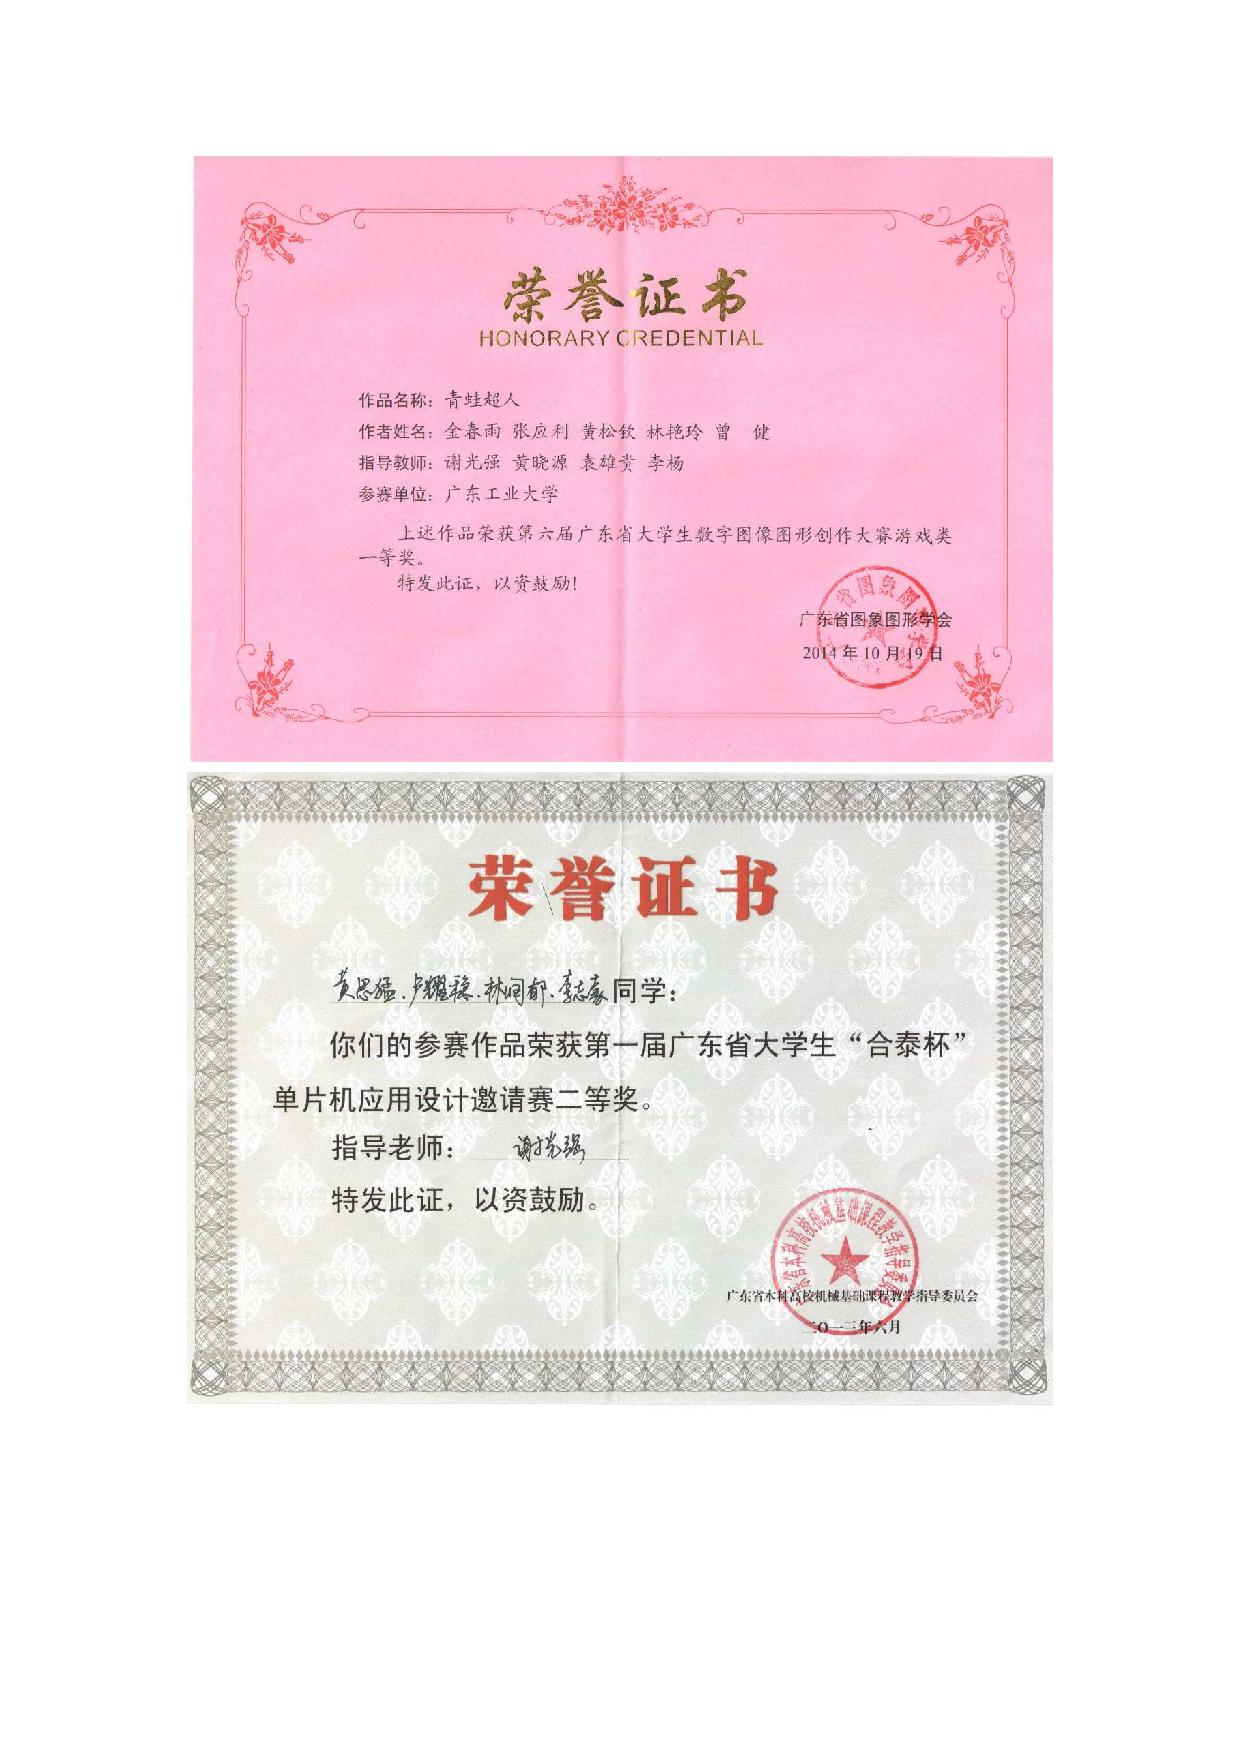 荣誉证书
HONORARY CREDENTIAL
作品名称：青蛙超人
作者姓名：金春雨 张应利 黄松钦 林艳玲 曾 健
指导教师：谢光强 黄晓源 袁雄贵 李杨
参赛单位：广东工业大学
上述作品荣获第六届广东省大学生数字图像图形创作大赛游戏类
一等奖。
特发此证，以资鼓励！
广东省图象图形学会
2014年10月19日
荣誉证书
黄思猛、卢耀稳、林润郁、李志豪同学：
你们的参赛作品荣获第一届广东省大学生“合泰杯”
单片机应用设计邀请赛二等奖。
指导老师：谢光强
特发此证，以资鼓励。
广东省本科高校机械基础课程教学指导委员会
二〇一三年六月